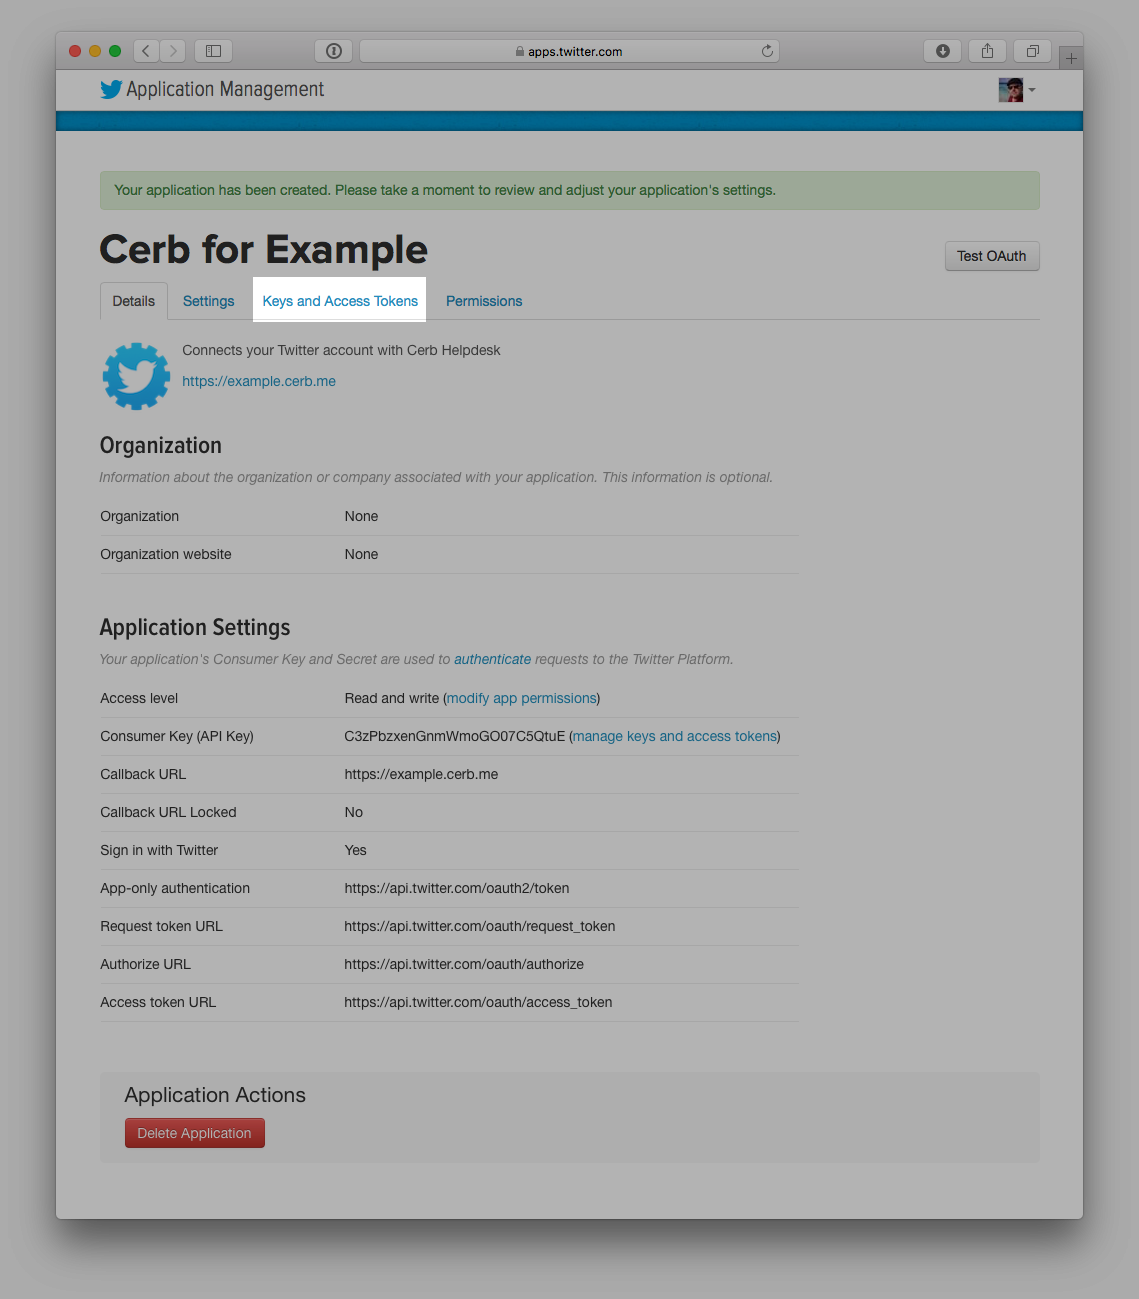 apps.twitter.com
Application Management
Your application has been created. Please take a moment to review and adjust your application's settings.
Cerb for Example
Test OAuth
Details Settings Keys and Access Tokens Permissions
Connects your Twitter account with Cerb Helpdesk
https://example.cerb.me
Organization
Information about the organization or company associated with your application. This information is optional.
Organization None
Organization website None
Application Settings
Your application's Consumer Key and Secret are used to authenticate requests to the Twitter Platform.
Access level Read and write (modify app permissions)
Consumer Key (API Key) C3zPbzxenGnmWmoGO07C5QtuE (manage keys and access tokens)
Callback URL https://example.cerb.me
Callback URL Locked No
Sign in with Twitter Yes
App-only authentication https://api.twitter.com/oauth2/token
Request token URL https://api.twitter.com/oauth/request_token
Authorize URL https://api.twitter.com/oauth/authorize
Access token URL https://api.twitter.com/oauth/access_token
Application Actions
Delete Application